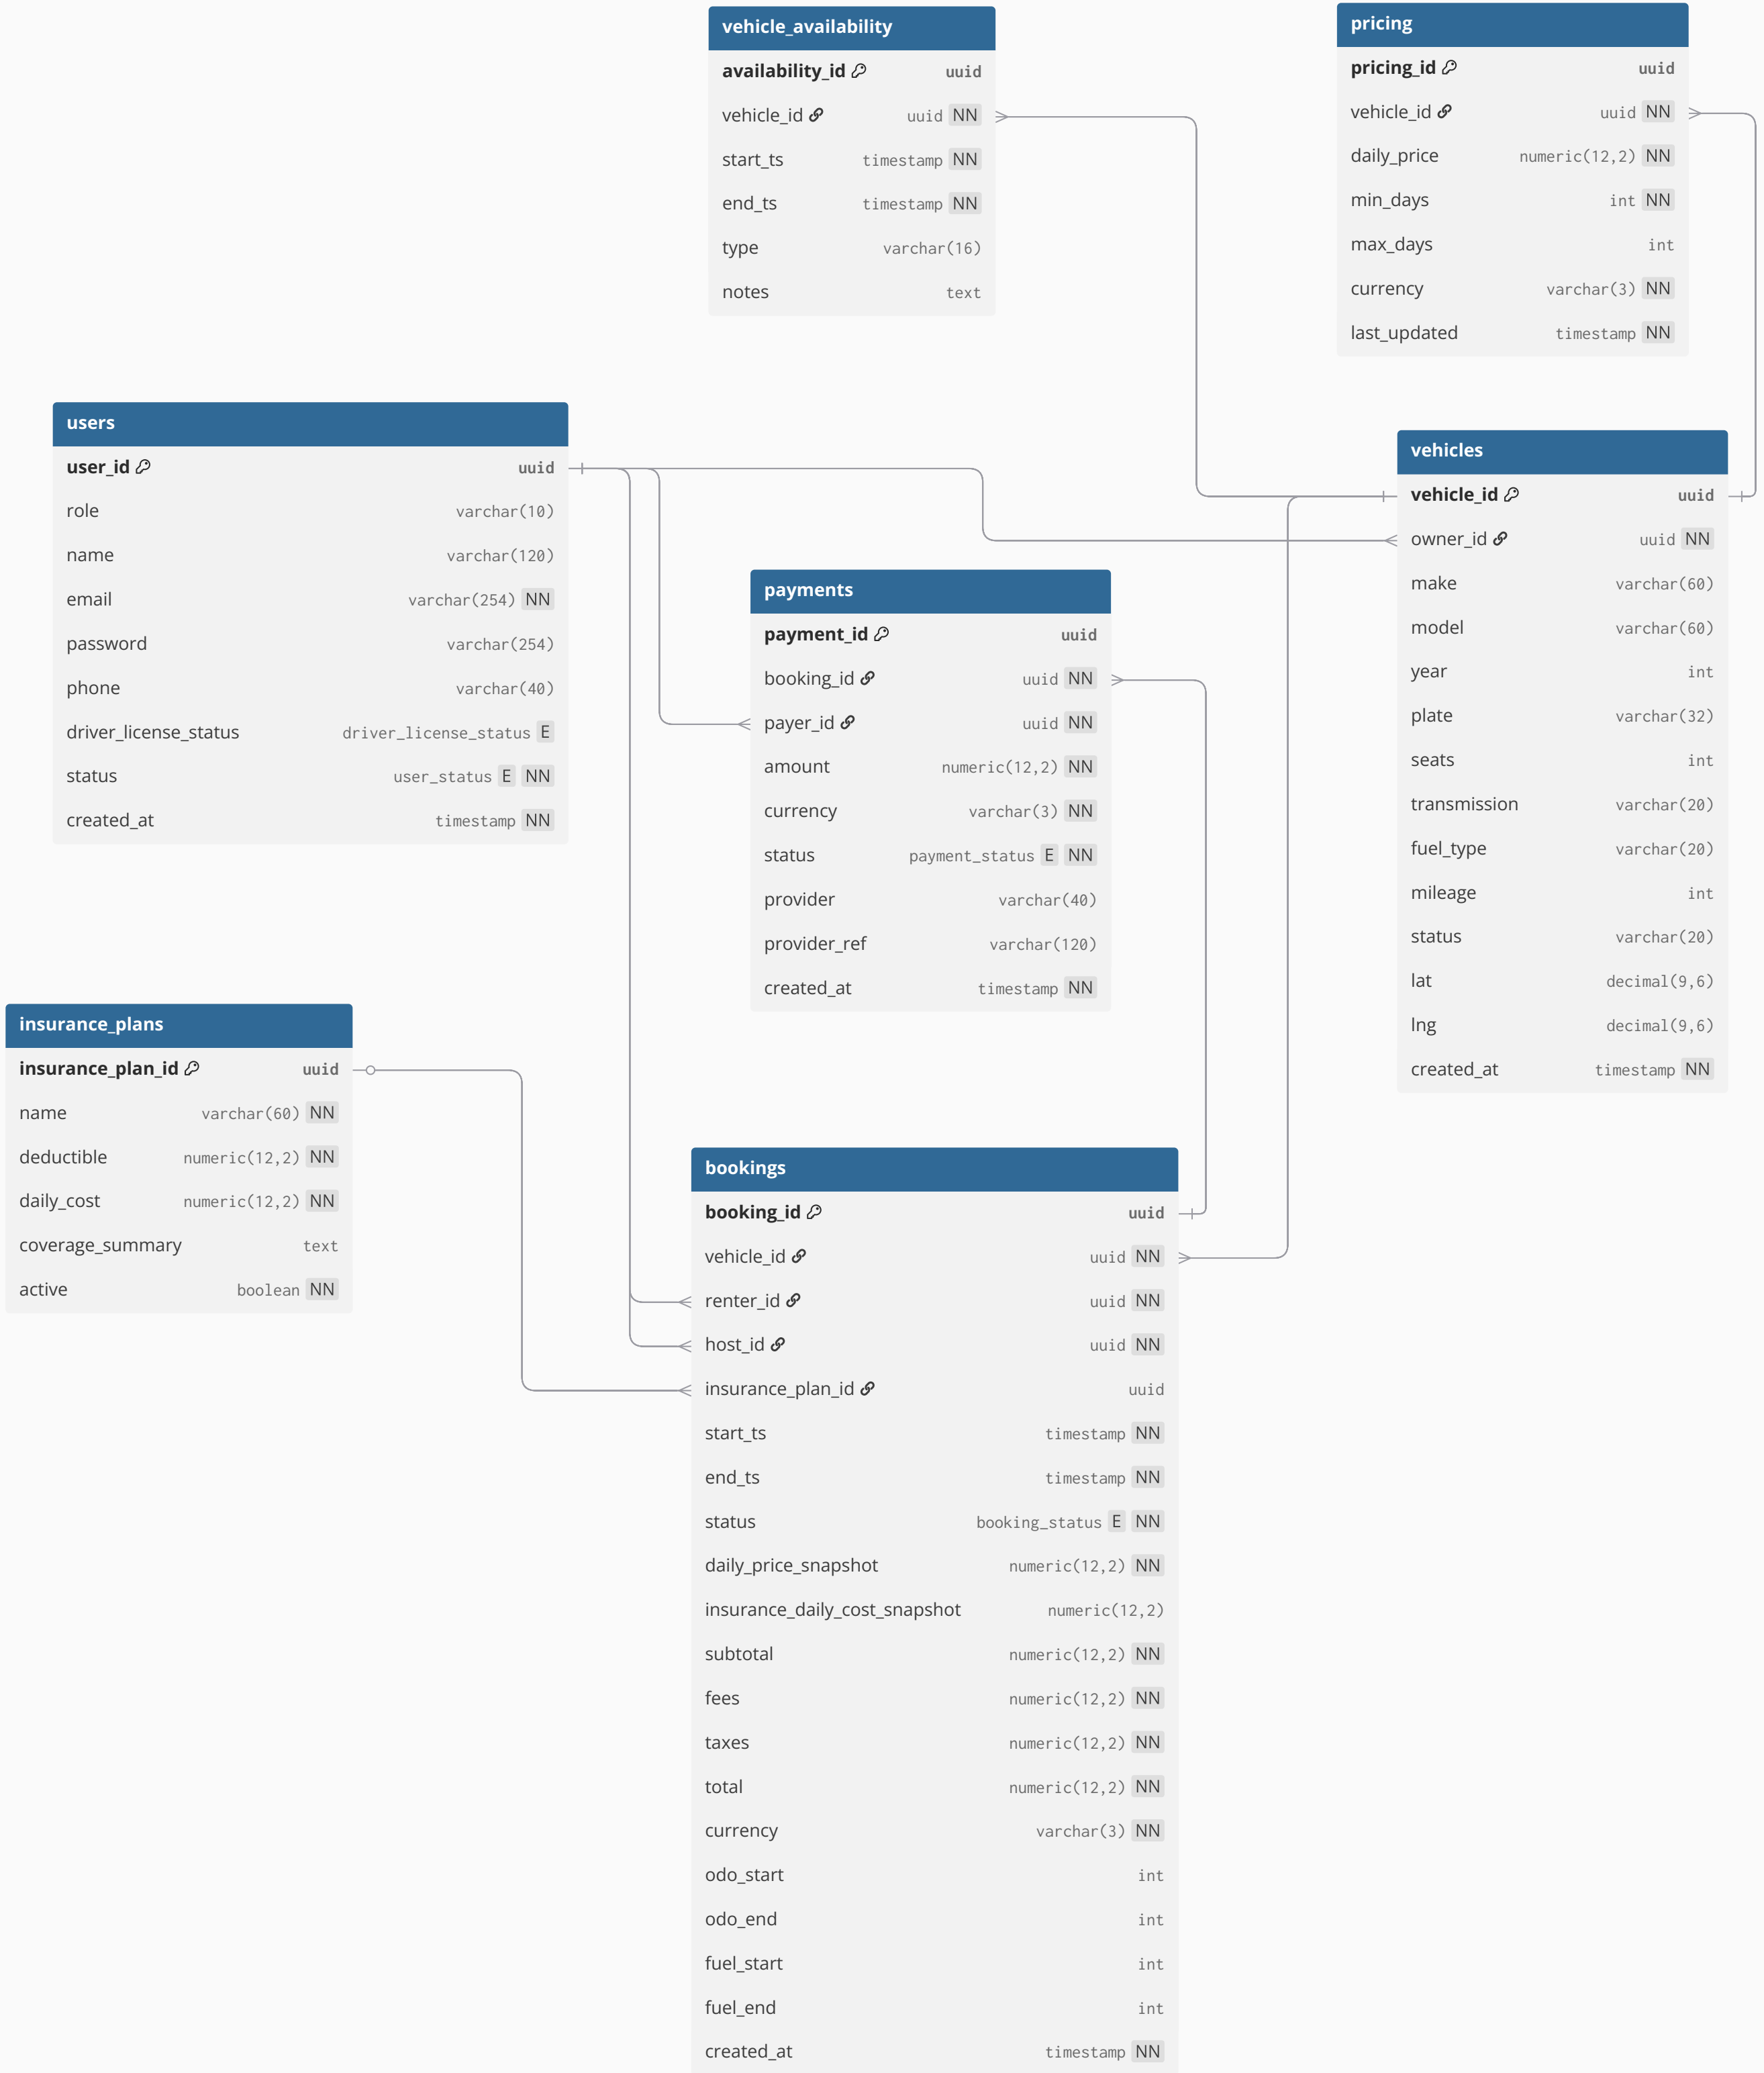 vehicle_availability
availability_id uuid
vehicle_id uuid NN
start_ts timestamp NN
end_ts timestamp NN
type varchar(16)
notes text
pricing
pricing_id uuid
vehicle_id uuid NN
daily_price numeric(12,2) NN
min_days int NN
max_days int
currency varchar(3) NN
last_updated timestamp NN
users
user_id uuid
role varchar(10)
name varchar(120)
email varchar(254) NN
password varchar(254)
phone varchar(40)
driver_license_status driver_license_status E
status user_status E NN
created_at timestamp NN
vehicles
vehicle_id uuid
owner_id uuid NN
make varchar(60)
model varchar(60)
year int
plate varchar(32)
seats int
transmission varchar(20)
fuel_type varchar(20)
mileage int
status varchar(20)
lat decimal(9,6)
lng decimal(9,6)
created_at timestamp NN
payments
payment_id uuid
booking_id uuid NN
payer_id uuid NN
amount numeric(12,2) NN
currency varchar(3) NN
status payment_status E NN
provider varchar(40)
provider_ref varchar(120)
created_at timestamp NN
insurance_plans
insurance_plan_id uuid
name varchar(60) NN
deductible numeric(12,2) NN
daily_cost numeric(12,2) NN
coverage_summary text
active boolean NN
bookings
booking_id uuid
vehicle_id uuid NN
renter_id uuid NN
host_id uuid NN
insurance_plan_id uuid
start_ts timestamp NN
end_ts timestamp NN
status booking_status E NN
daily_price_snapshot numeric(12,2) NN
insurance_daily_cost_snapshot numeric(12,2)
subtotal numeric(12,2) NN
fees numeric(12,2) NN
taxes numeric(12,2) NN
total numeric(12,2) NN
currency varchar(3) NN
odo_start int
odo_end int
fuel_start int
fuel_end int
created_at timestamp NN